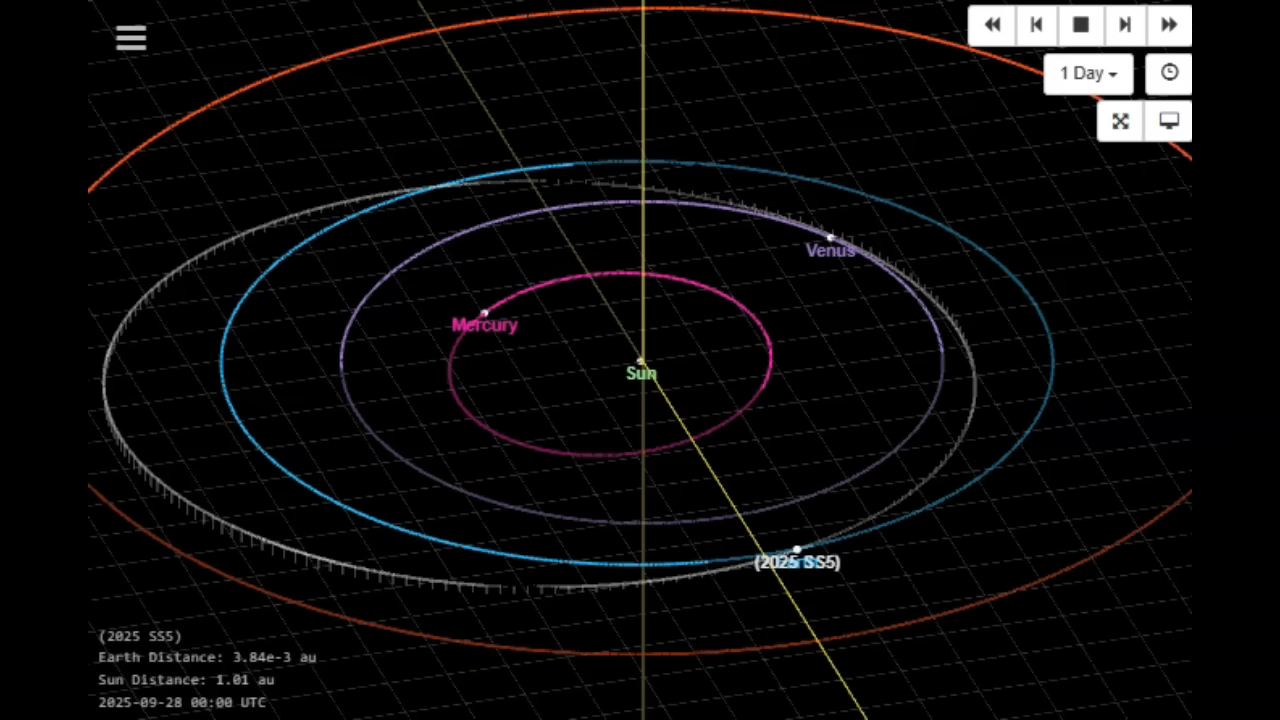 1 Day
Venus
Mercury
Sun
(2025 SS5)
(2025 SS5)
Earth Distance: 3.84e-3 au
Sun Distance: 1.01 au
2025-09-28 00:00 UTC